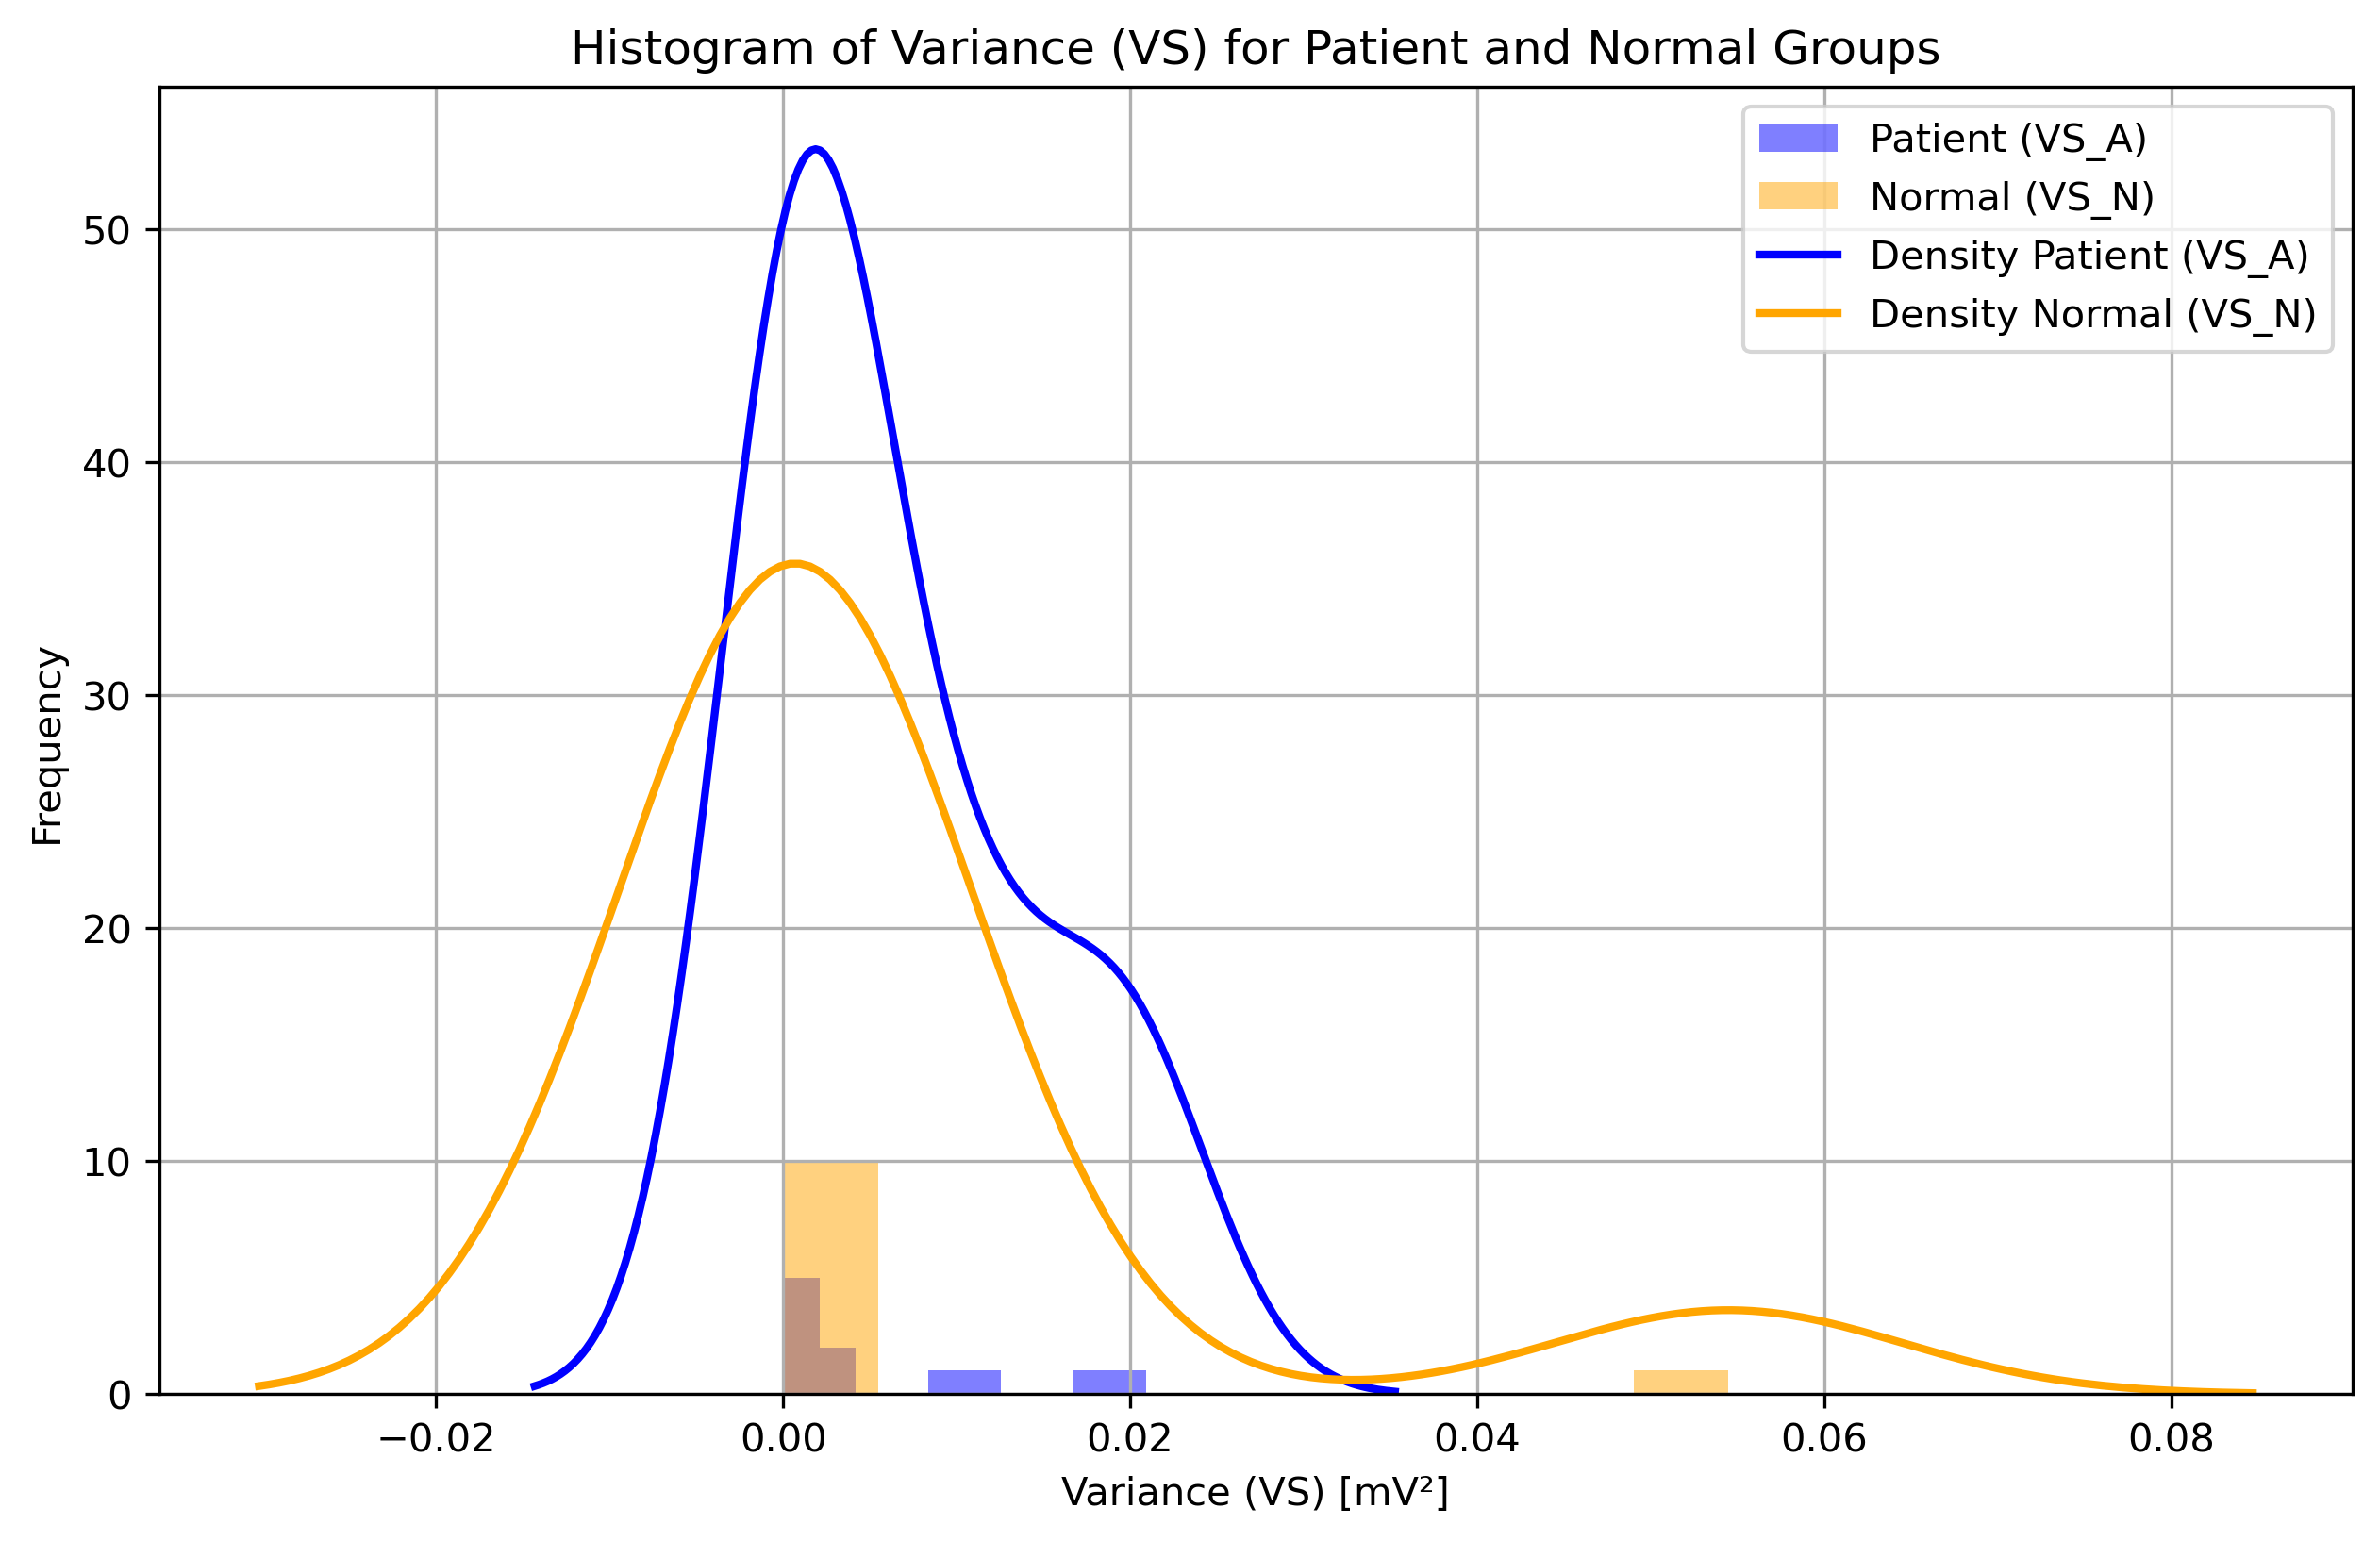 Histogram of Variance (VS) for Patient and Normal Groups
Patient (VS_A)
Normal (VS_N)
Density Patient (VS_A)
Density Normal (VS_N)
50
40
30
20
10
0
Frequency
−0.02 0.00 0.02 0.04 0.06 0.08
Variance (VS) [mV²]